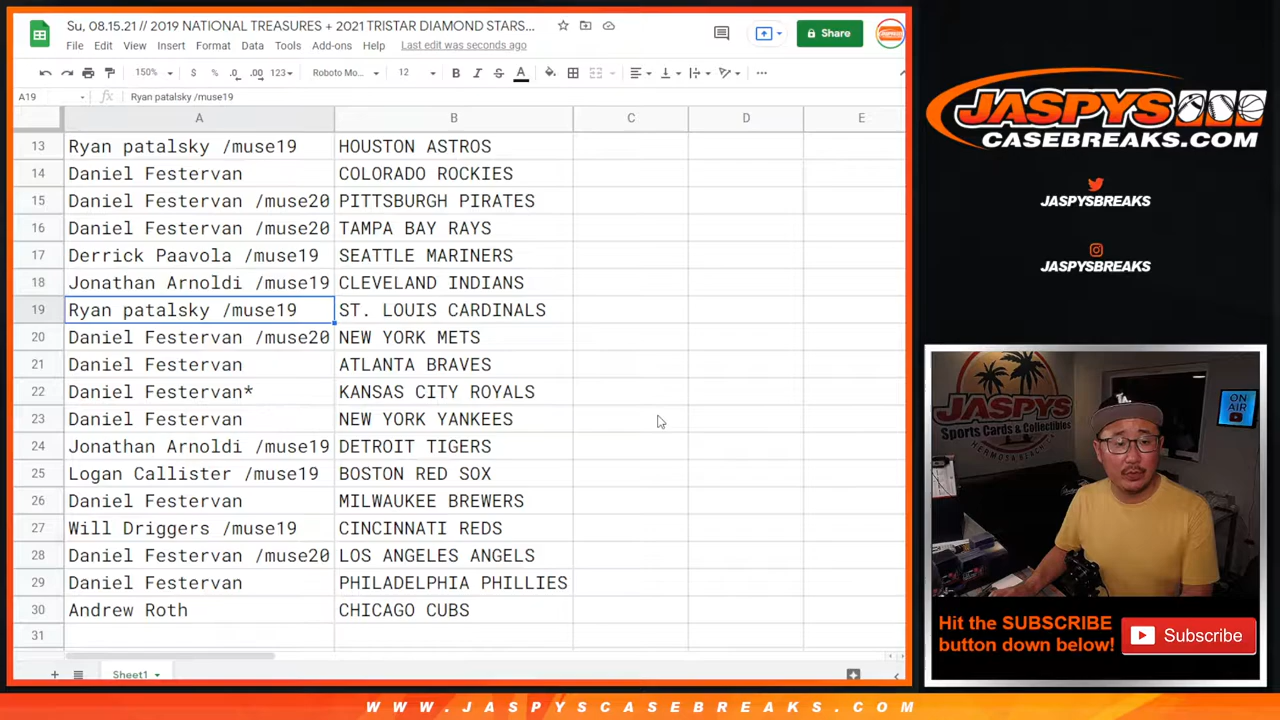 Su, 08.15.21 // 2019 NATIONAL TREASURES + 2021 TRISTAR DIAMOND STARS...
File Edit View Insert Format Data Tools Add-ons Help Last edit was seconds ago
Share
150% $ % .0 .00 123 Roboto Mo... 12 B I S A
A19 fx Ryan patalsky /muse19
A B C D E
13 Ryan patalsky /muse19 HOUSTON ASTROS
14 Daniel Festervan COLORADO ROCKIES
15 Daniel Festervan /muse20 PITTSBURGH PIRATES
16 Daniel Festervan /muse20 TAMPA BAY RAYS
17 Derrick Paavola /muse19 SEATTLE MARINERS
18 Jonathan Arnoldi /muse19 CLEVELAND INDIANS
19 Ryan patalsky /muse19 ST. LOUIS CARDINALS
20 Daniel Festervan /muse20 NEW YORK METS
21 Daniel Festervan ATLANTA BRAVES
22 Daniel Festervan* KANSAS CITY ROYALS
23 Daniel Festervan NEW YORK YANKEES
24 Jonathan Arnoldi /muse19 DETROIT TIGERS
25 Logan Callister /muse19 BOSTON RED SOX
26 Daniel Festervan MILWAUKEE BREWERS
27 Will Driggers /muse19 CINCINNATI REDS
28 Daniel Festervan /muse20 LOS ANGELES ANGELS
29 Daniel Festervan PHILADELPHIA PHILLIES
30 Andrew Roth CHICAGO CUBS
31
Sheet1
JASPYS
CASEBREAKS.COM
JASPYSBREAKS
JASPYSBREAKS
JASPYS
Sports Cards & Collectibles
HERMOSA BEACH
ON
AIR
Hit the SUBSCRIBE
button down below!
Subscribe
WWW.JASPYSCASEBREAKS.COM